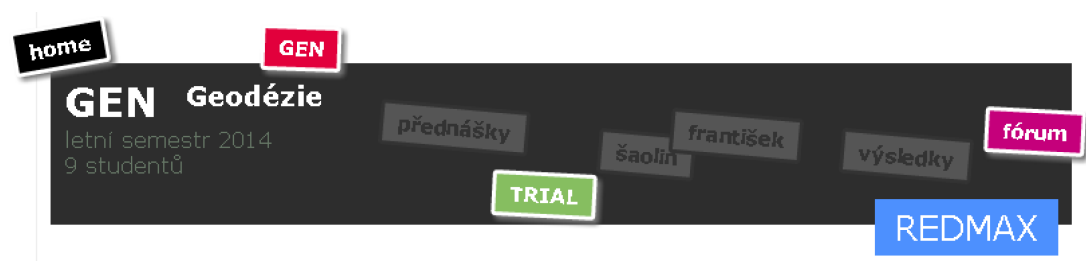 home
GEN
GEN Geodézie
letní semestr 2014
9 studentů
přednášky
šaolin
františek
výsledky
fórum
TRIAL
REDMAX